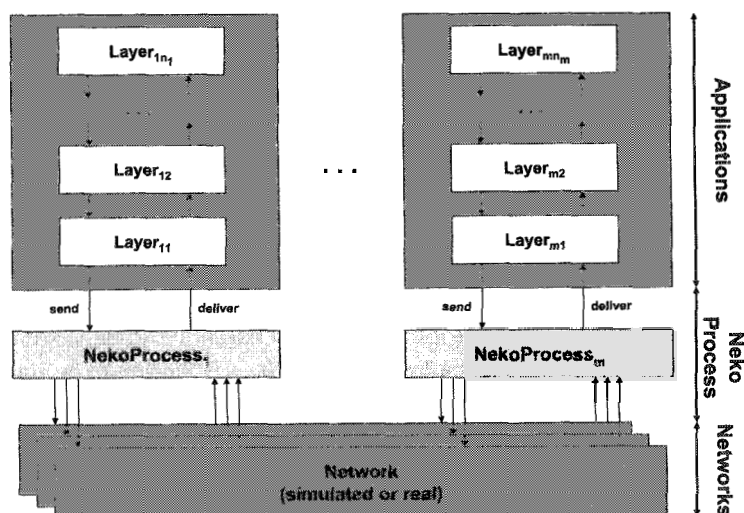 Layer1n1
Layermnm
...
...
Layer12
Layerm2
...
Layer11
Layerm1
send
deliver
send
deliver
NekoProcess1
NekoProcessm
Network
(simulated or real)
Applications
Neko
Process
Networks